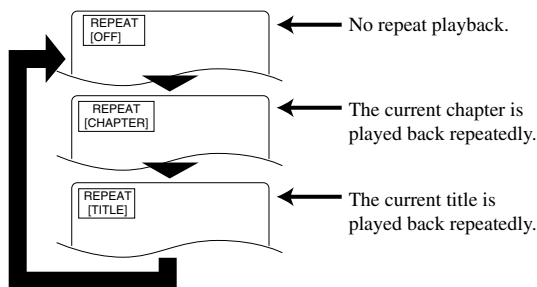 REPEAT
[OFF]
No repeat playback.
REPEAT
[CHAPTER]
The current chapter is
played back repeatedly.
REPEAT
[TITLE]
The current title is
played back repeatedly.